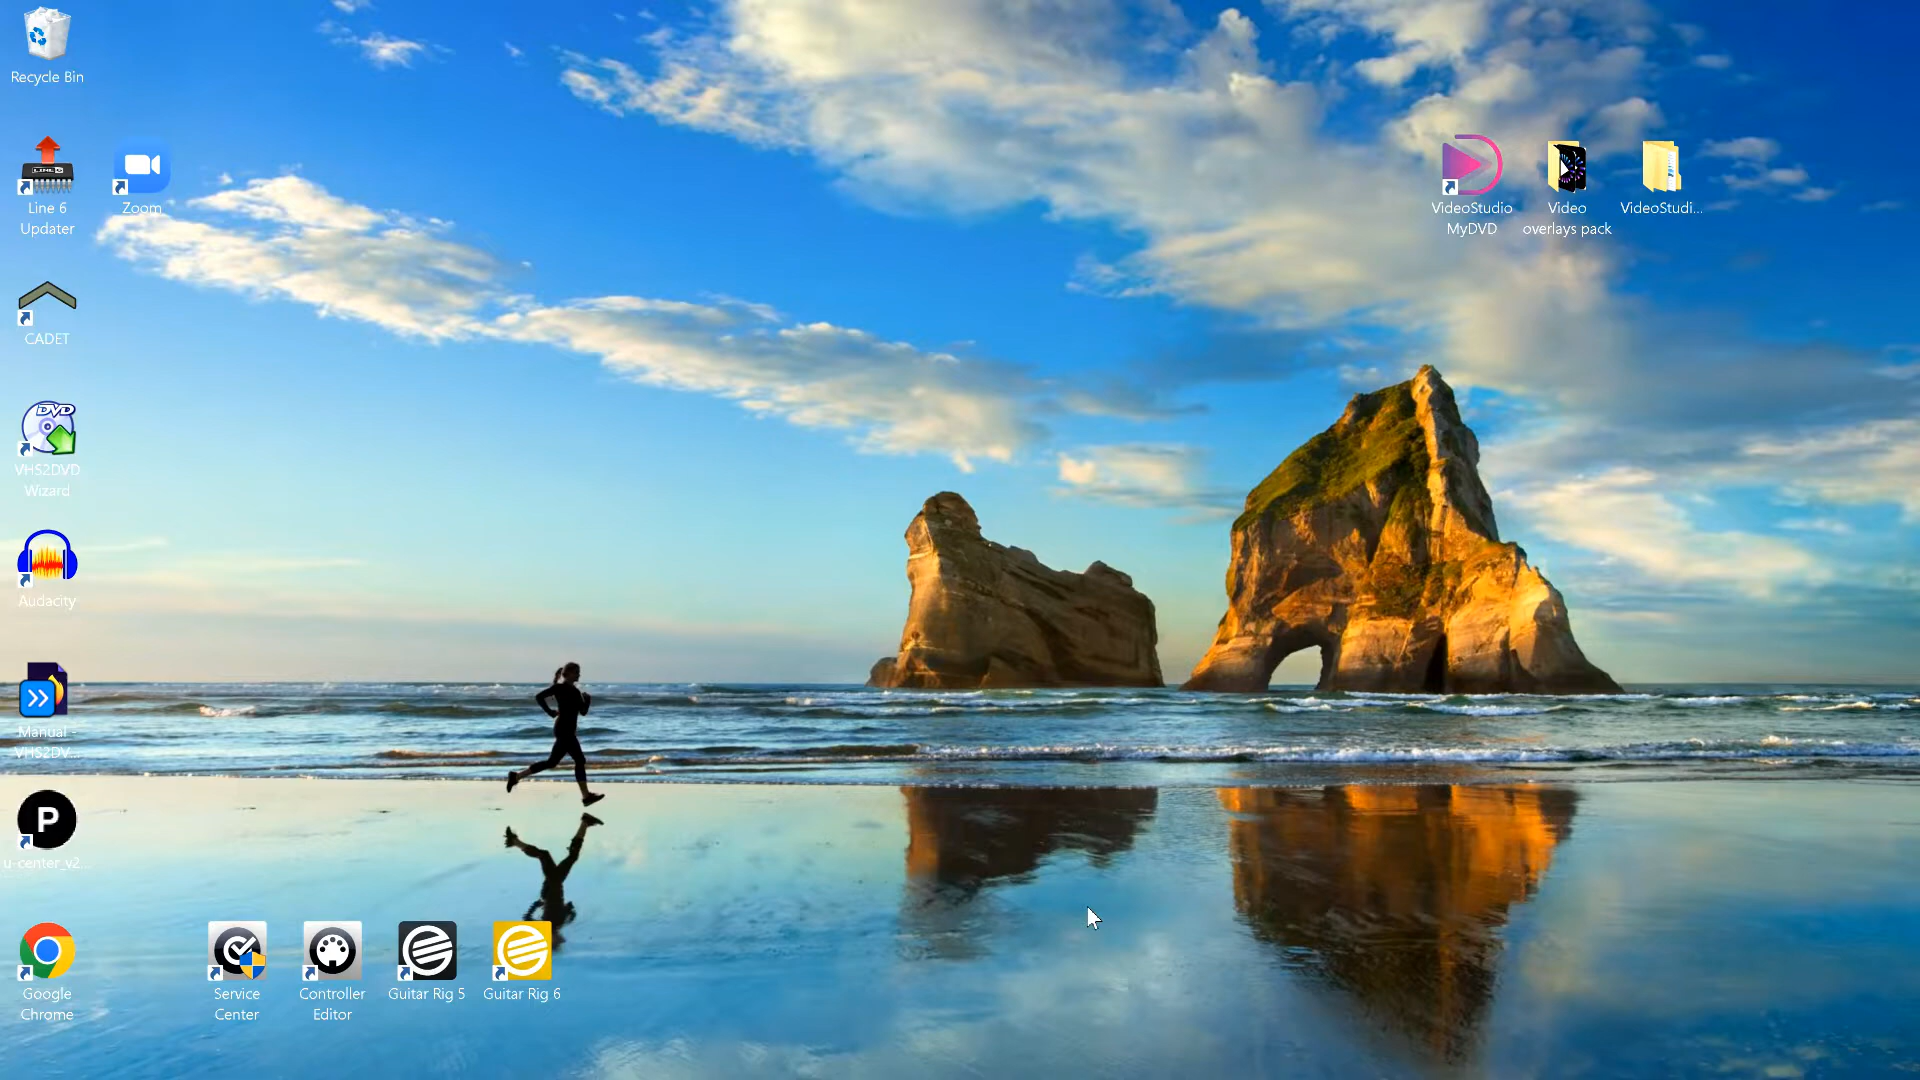 Recycle Bin
Line 6
Updater
Zoom
VideoStudio
MyDVD
Video
overlays pack
VideoStudi...
CADET
DVD
VHS2DVD
Wizard
Audacity
Manual -
VHS2DV...
P
u-center_v2...
Google
Chrome
Service
Center
Controller
Editor
Guitar Rig 5
Guitar Rig 6